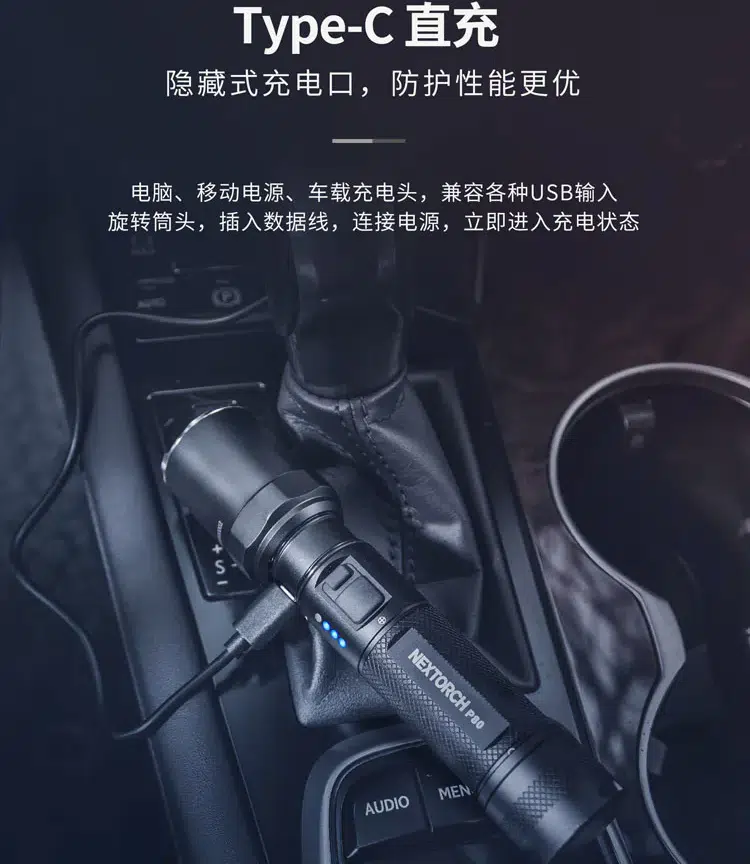 Type-C 直充
隐藏式充电口，防护性能更优
电脑、移动电源、车载充电头，兼容各种USB输入
旋转筒头，插入数据线，连接电源，立即进入充电状态
P
+
S
−
NEXTORCH P80
AUDIO
MEN